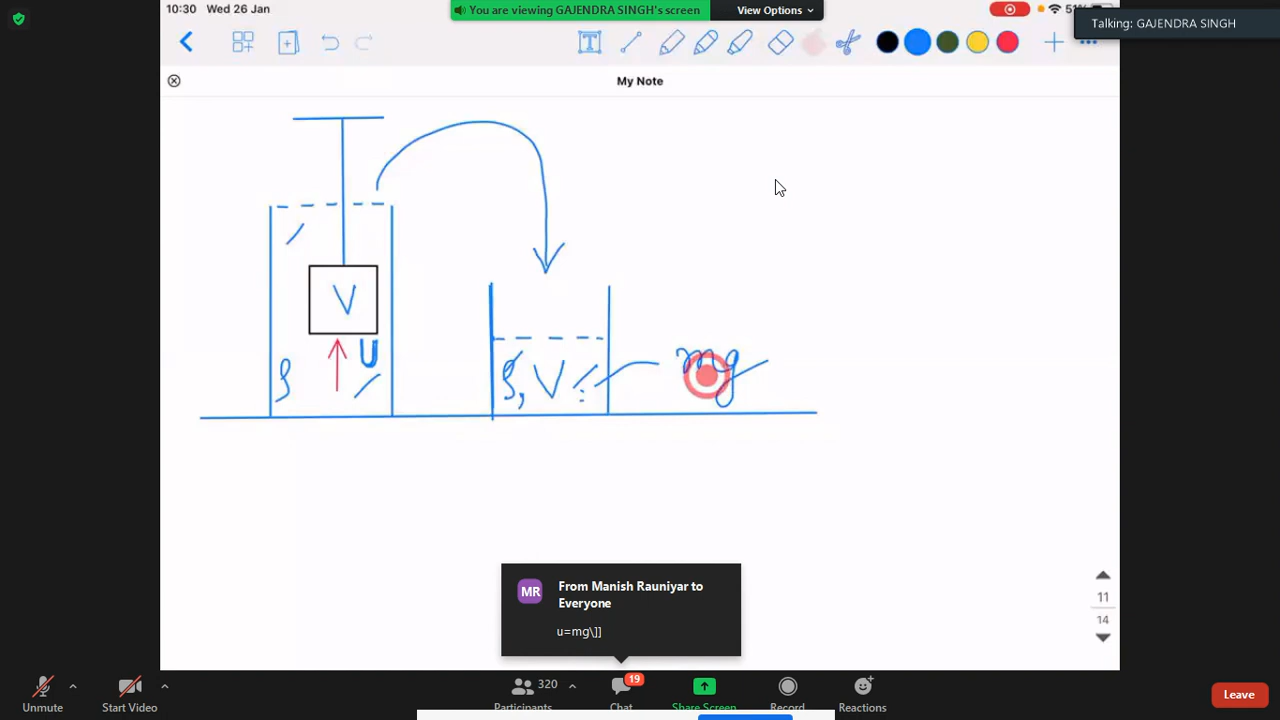 10:30 Wed 26 Jan
You are viewing GAJENDRA SINGH's screen
View Options
51%
Talking: GAJENDRA SINGH
My Note
V
U
ρ
ρ, V
mg
MR
From Manish Rauniyar to
Everyone
u=mg\]]
11
14
Unmute
Start Video
320
Participants
19
Chat
Share Screen
Record
Reactions
Leave